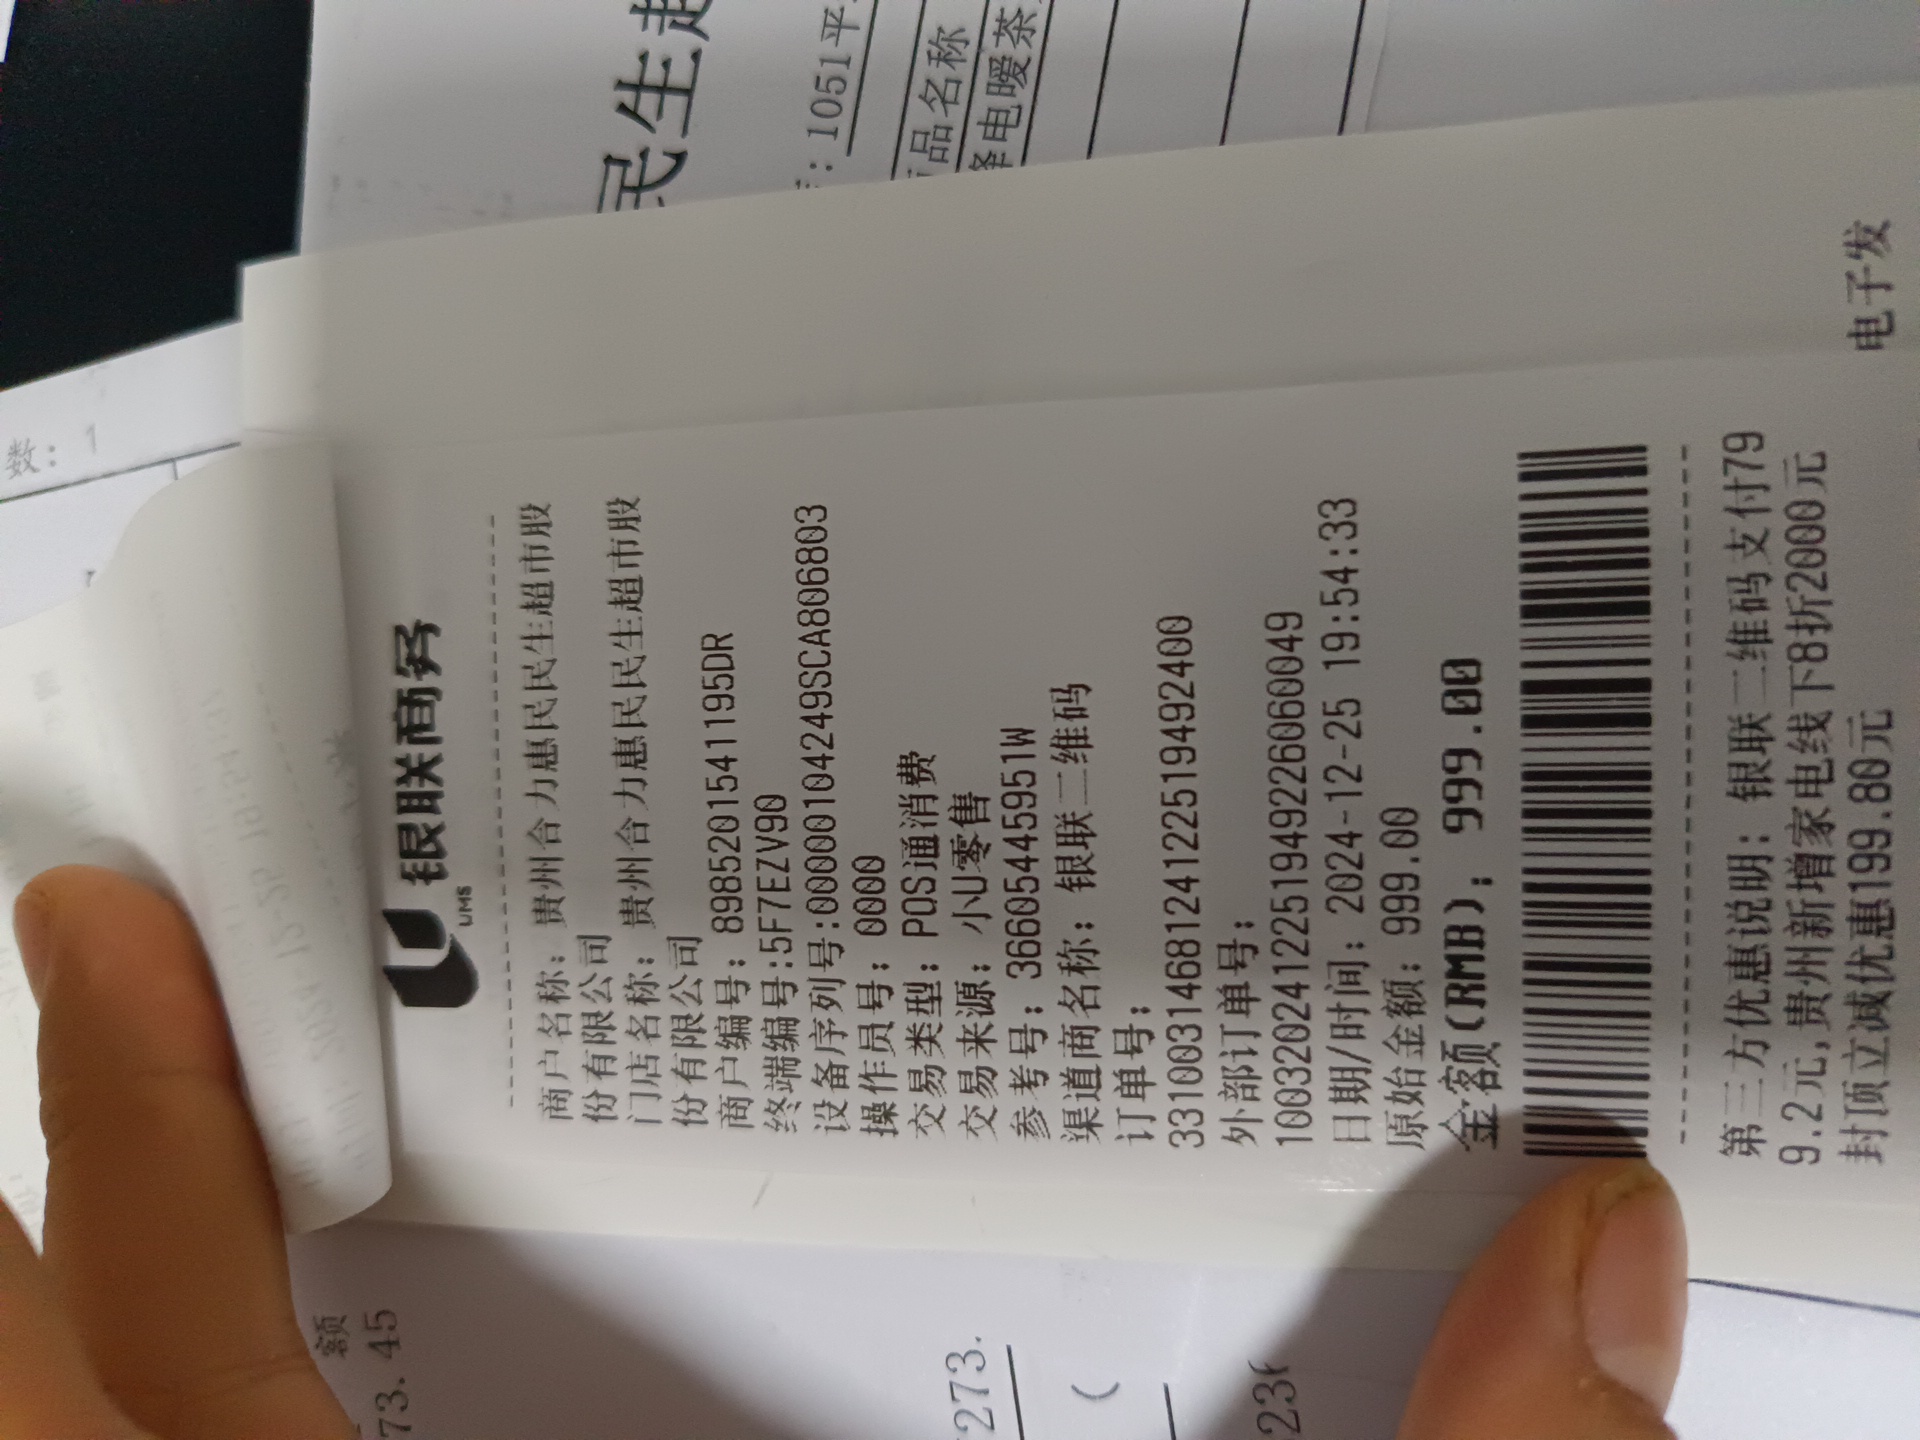 银联商务
UMS
商户名称: 贵州合力惠民民生超市股
份有限公司
门店名称: 贵州合力惠民民生超市股
份有限公司
商户编号: 8985201541195DR
终端编号:5F7EZV90
设备序列号:00000104249SCA806803
操作员号: 0000
交易类型: POS通消费
交易来源: 小U零售
参考号: 36605445951W
渠道商名称: 银联二维码
订单号:
33100314681241225194924​00
外部订单号:
10032024122519492260​60049
日期/时间: 2024-12-25 19:54:33
原始金额: 999.00
金额(RMB): 999.00
第三方优惠说明: 银联二维码支付79
9.2元,贵州新增家电线下8折2000元
封顶立减优惠199.80元
电子发
民生
: 1051平
品名称
电暖茶
数: 1
额
73.45
273.
(